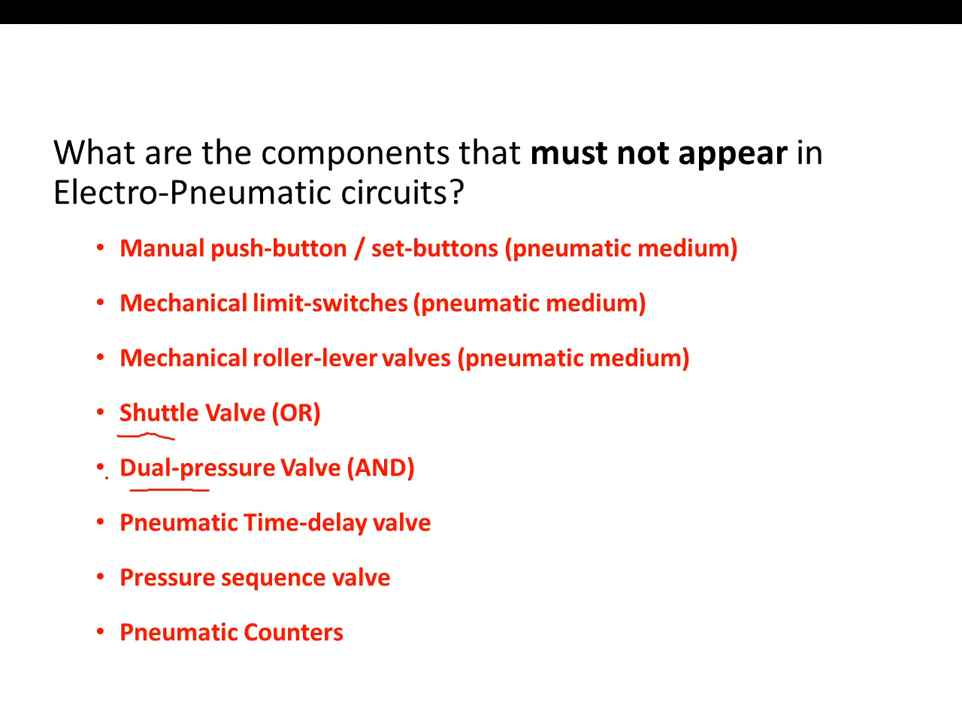 What are the components that must not appear in
Electro-Pneumatic circuits?
• Manual push-button / set-buttons (pneumatic medium)
• Mechanical limit-switches (pneumatic medium)
• Mechanical roller-lever valves (pneumatic medium)
• Shuttle Valve (OR)
• Dual-pressure Valve (AND)
• Pneumatic Time-delay valve
• Pressure sequence valve
• Pneumatic Counters